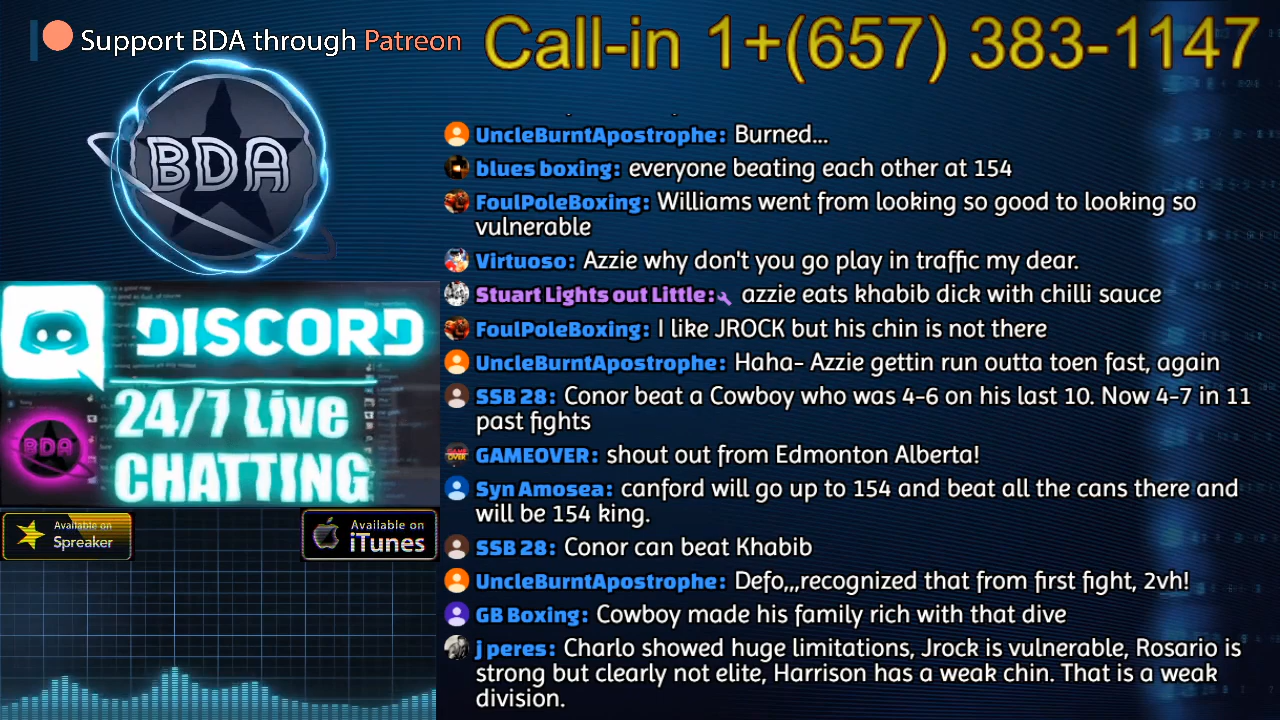 Support BDA through Patreon
Call-in 1+(657) 383-1147
BDA
UncleBurntApostrophe: Burned...
blues boxing: everyone beating each other at 154
FoulPoleBoxing: Williams went from looking so good to looking so
vulnerable
Virtuoso: Azzie why don't you go play in traffic my dear.
Stuart Lights out Little: azzie eats khabib dick with chilli sauce
FoulPoleBoxing: I like JROCK but his chin is not there
UncleBurntApostrophe: Haha- Azzie gettin run outta toen fast, again
SSB 28: Conor beat a Cowboy who was 4-6 on his last 10. Now 4-7 in 11
past fights
GAMEOVER: shout out from Edmonton Alberta!
Syn Amosea: canford will go up to 154 and beat all the cans there and
will be 154 king.
SSB 28: Conor can beat Khabib
UncleBurntApostrophe: Defo,,,recognized that from first fight, 2vh!
GB Boxing: Cowboy made his family rich with that dive
j peres: Charlo showed huge limitations, Jrock is vulnerable, Rosario is
strong but clearly not elite, Harrison has a weak chin. That is a weak
division.
DISCORD
24/7 Live
CHATTING
BDA
Available on
Spreaker
Available on
iTunes